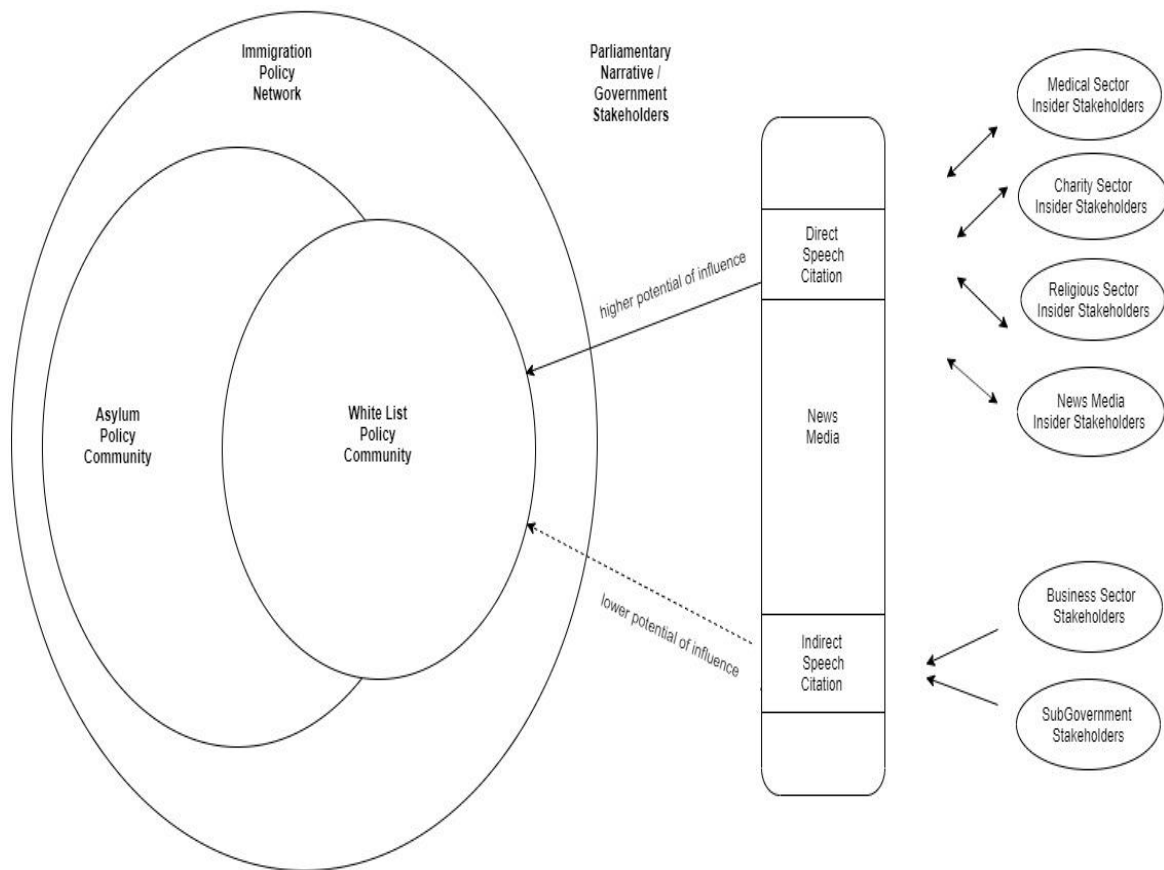 Immigration
Policy
Network
Parliamentary
Narrative /
Government
Stakeholders
Asylum
Policy
Community
White List
Policy
Community
higher potential of influence
lower potential of influence
Direct
Speech
Citation
News
Media
Indirect
Speech
Citation
Medical Sector
Insider Stakeholders
Charity Sector
Insider Stakeholders
Religious Sector
Insider Stakeholders
News Media
Insider Stakeholders
Business Sector
Stakeholders
SubGovernment
Stakeholders